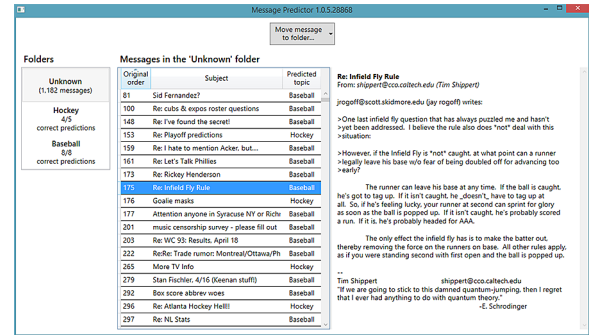 Message Predictor 1.0.5.28868
Move message
to folder...
Folders
Unknown
(1,182 messages)
Hockey
4/5
correct predictions
Baseball
8/8
correct predictions
Messages in the 'Unknown' folder
Original order Subject Predicted topic
81 Sid Fernandez? Baseball
100 Re: cubs & expos roster questions Baseball
148 Re: I've found the secret! Baseball
153 Re: Playoff predictions Hockey
159 Re: I hate to mention Acker, but.... Baseball
161 Re: Let's Talk Phillies Baseball
173 Re: Rickey Henderson Baseball
175 Re: Infield Fly Rule Baseball
176 Goalie masks Hockey
177 Attention anyone in Syracuse NY or Richr Baseball
201 music censorship survey - please fill out Baseball
203 Re: WC 93: Results, April 18 Baseball
222 Re:Re: Trade rumor: Montreal/Ottawa/Ph Baseball
265 More TV Info Hockey
279 Stan Fischler, 4/16 (Keenan stuff!) Baseball
292 Box score abbrev woes Baseball
296 Re: Atlanta Hockey Hell!! Hockey
297 Re: NL Stats Baseball
Re: Infield Fly Rule
From: shippert@cco.caltech.edu (Tim Shippert)
jrogoff@scott.skidmore.edu (jay rogoff) writes:
>One last infield fly question that has always puzzled me and hasn't
>yet been addressed. I believe the rule also does *not* deal with this
>situation:
>However, if the Infield Fly is *not* caught, at what point can a runner
>legally leave his base w/o fear of being doubled off for advancing too
>early?
The runner can leave his base at any time. If the ball is caught,
he's got to tag up. If it isn't caught, he _doesn't_ have to tag up at
all. So, if he's feeling lucky, your runner at second can sprint for glory
as soon as the ball is popped up. If it isn't caught, he's probably scored
a run. If it is, he's probably headed for AAA.
The only effect the infield fly has is to make the batter out,
thereby removing the force on the runners on base. All other rules apply,
as if you were standing second with first open and the ball is popped up.
--
Tim Shippert shippert@cco.caltech.edu
"If we are going to stick to this damned quantum-jumping, then I regret
that I ever had anything to do with quantum theory."
-E. Schrodinger